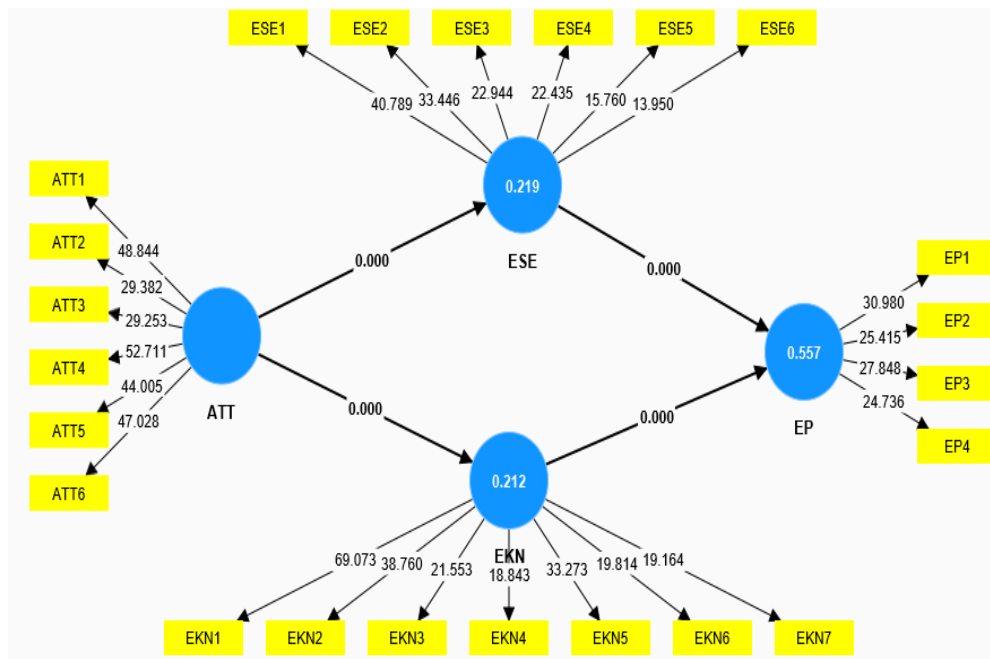 ESE1 ESE2 ESE3 ESE4 ESE5 ESE6
40.789 33.446 22.944 22.435 15.760 13.950
ATT1
ATT2
ATT3
ATT4
ATT5
ATT6
48.844
29.382
29.253
52.711
44.005
47.028
ATT
0.000
0.000
0.219
ESE
0.212
EKN
0.000
0.000
0.557
EP
30.980
25.415
27.848
24.736
EP1
EP2
EP3
EP4
69.073 38.760 21.553 18.843 33.273 19.814 19.164
EKN1 EKN2 EKN3 EKN4 EKN5 EKN6 EKN7